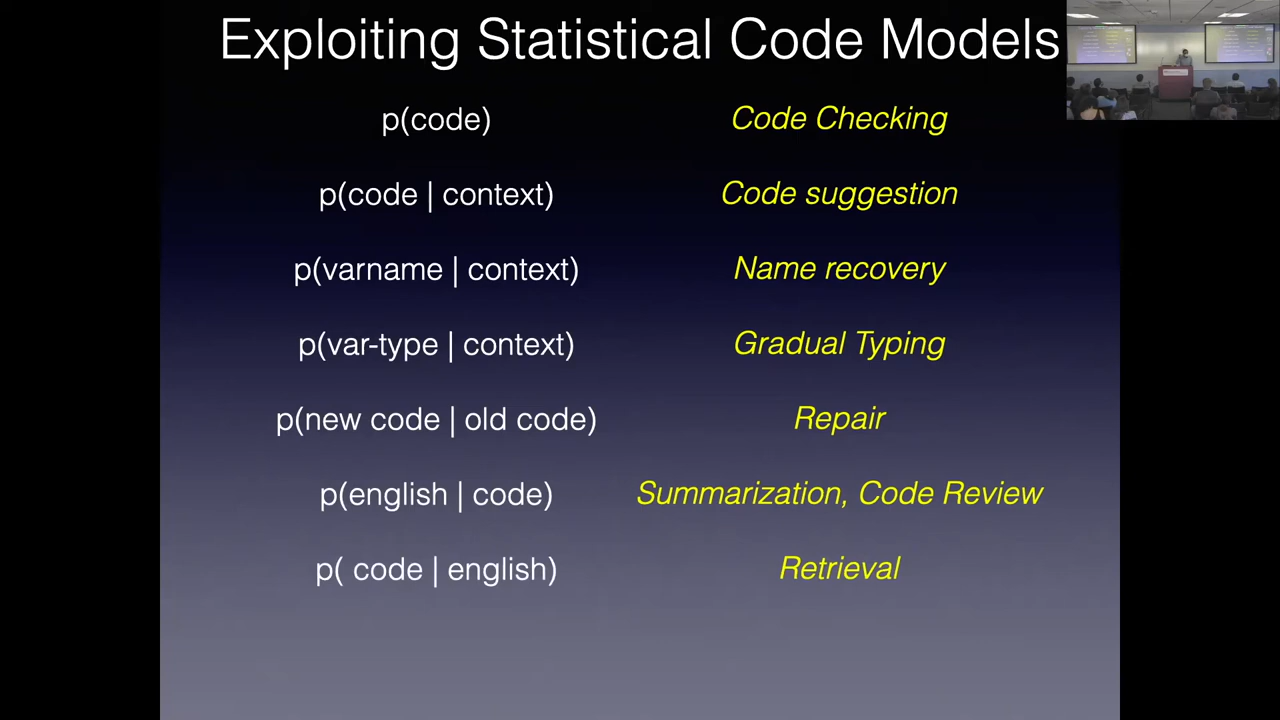 Exploiting Statistical Code Models
p(code) Code Checking
p(code | context) Code suggestion
p(varname | context) Name recovery
p(var-type | context) Gradual Typing
p(new code | old code) Repair
p(english | code) Summarization, Code Review
p( code | english) Retrieval